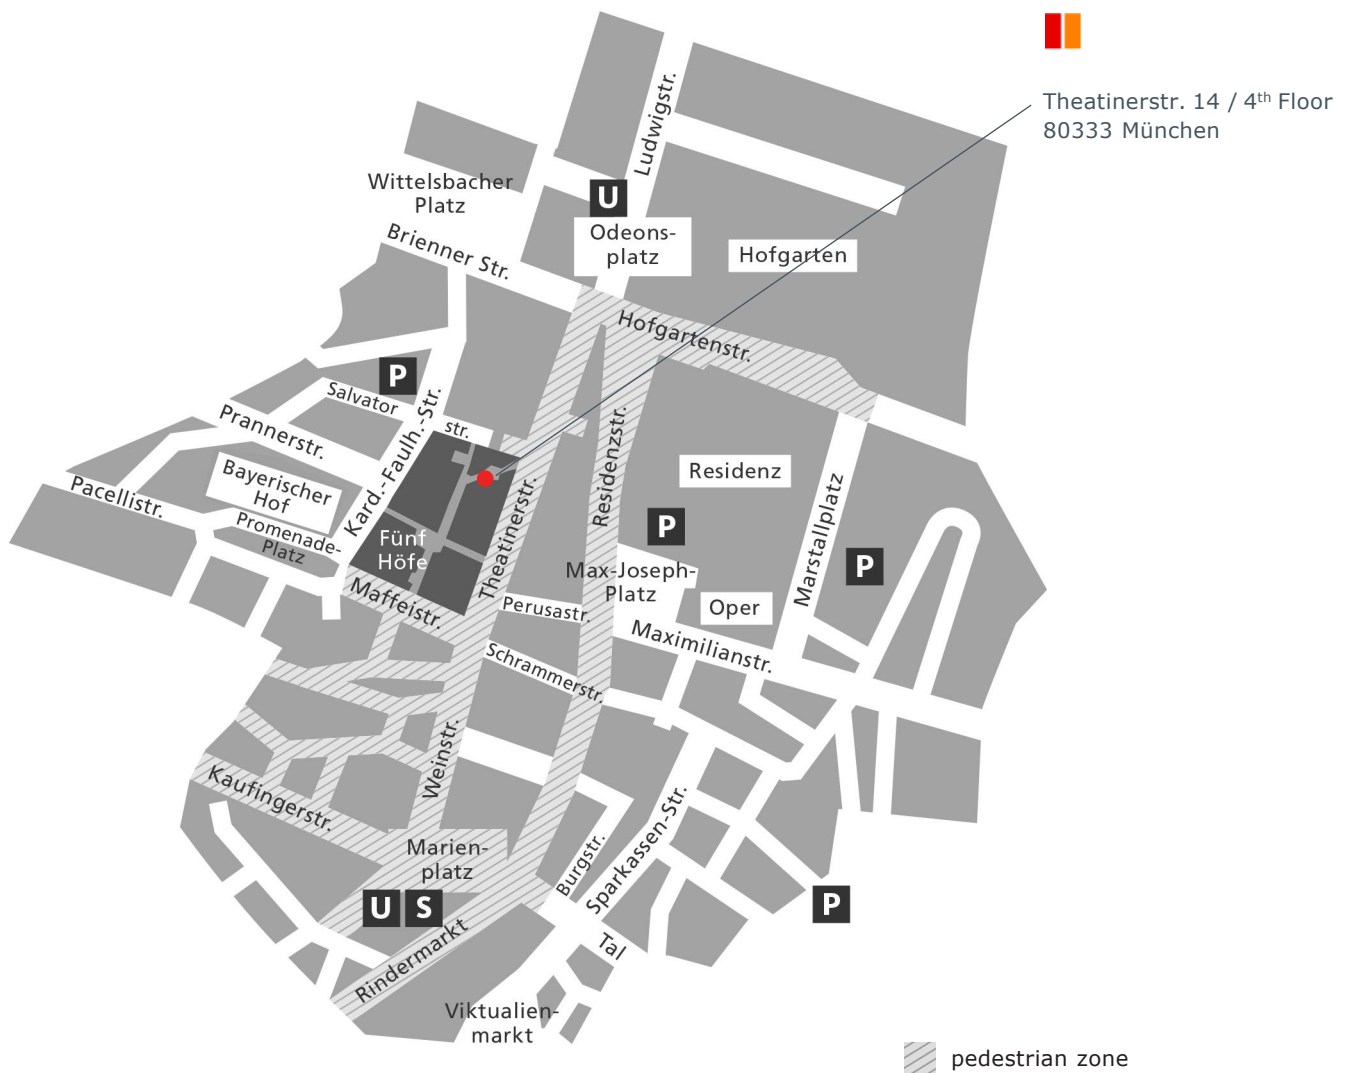 Theatinerstr. 14 / 4th Floor
80333 München
Ludwigstr.
Wittelsbacher
Platz
U
Odeons-
platz
Hofgarten
Brienner Str.
Hofgartenstr.
P
Salvator
str.
Prannerstr.
Kard.-Faulh.-Str.
Residenzstr.
Residenz
Bayerischer
Hof
Pacellistr.
Promenade-
Platz
Fünf
Höfe
Theatinerstr.
P
Marstallplatz
P
Max-Joseph-
Platz
Oper
Maffeistr.
Perusastr.
Maximilianstr.
Schrammerstr.
Weinstr.
Kaufingerstr.
Marien-
platz
Burgstr.
Sparkassen-Str.
P
U
S
Rindermarkt
Tal
Viktualien-
markt
pedestrian zone